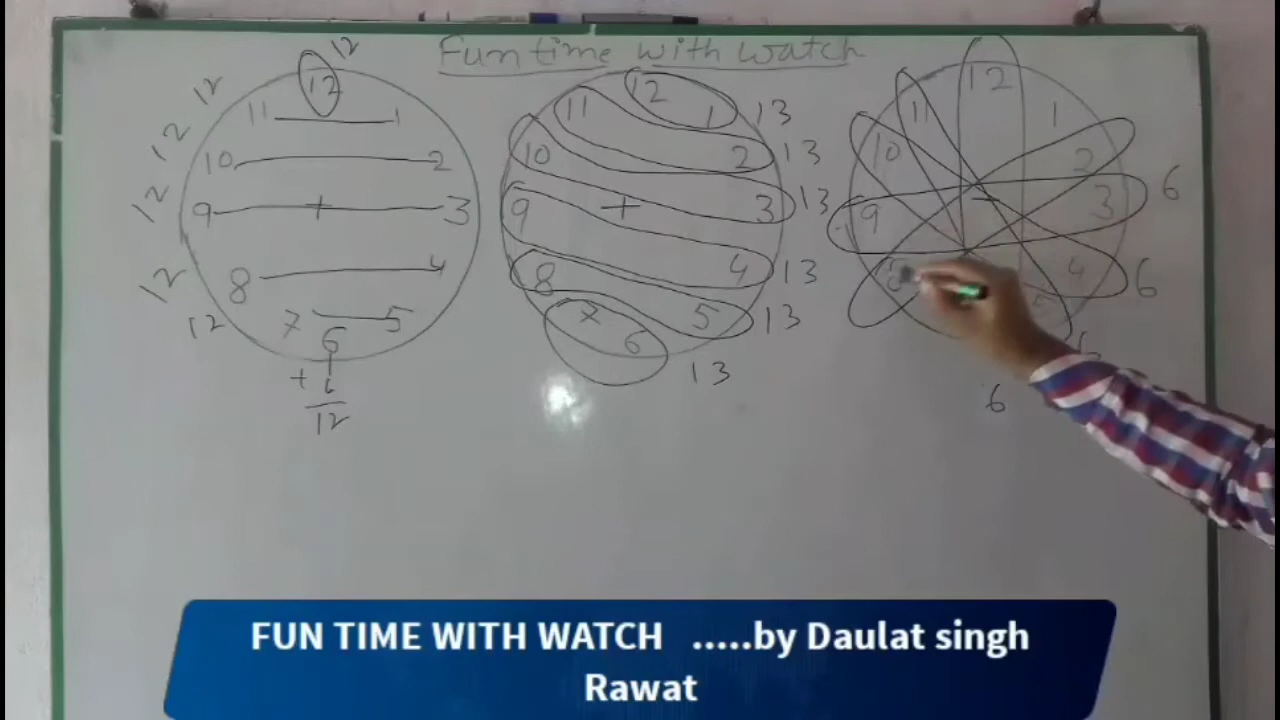 Fun time with watch
12
12 12
11 1
12
10 2
12
9 + 3
12
8 4
12
7 5
6
+ 6
12
12
11 1 13
10 2 13
9 + 3 13
8 4 13
7 5 13
6
13
12
11 1
10 2
9 - 3 6
8 4 6
5
6
FUN TIME WITH WATCH .....by Daulat singh
Rawat